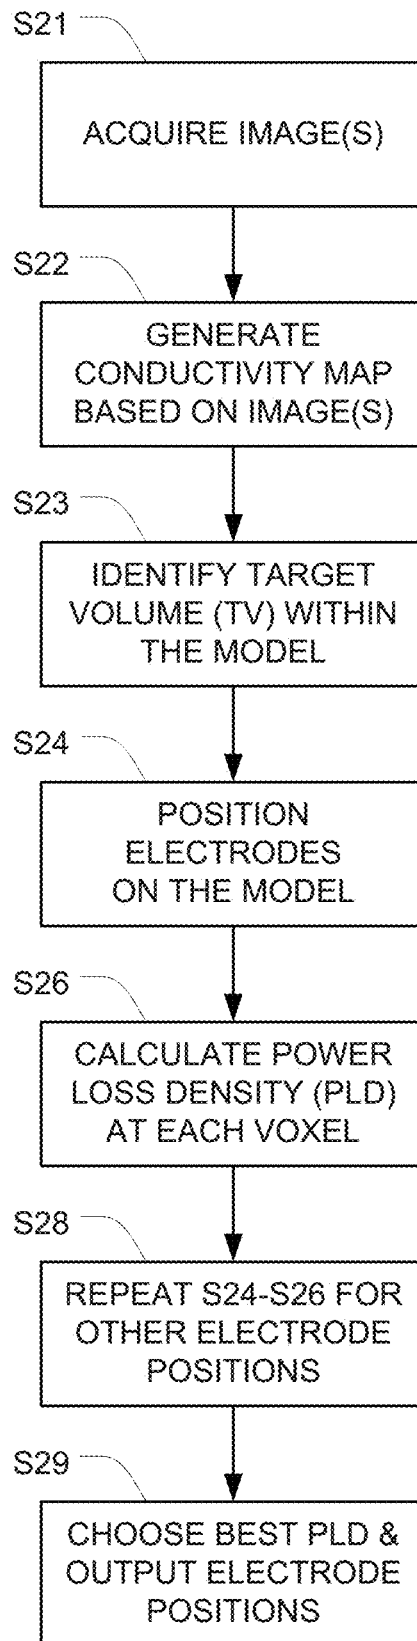 S21
ACQUIRE IMAGE(S)
S22
GENERATE
CONDUCTIVITY MAP
BASED ON IMAGE(S)
S23
IDENTIFY TARGET
VOLUME (TV) WITHIN
THE MODEL
S24
POSITION
ELECTRODES
ON THE MODEL
S26
CALCULATE POWER
LOSS DENSITY (PLD)
AT EACH VOXEL
S28
REPEAT S24-S26 FOR
OTHER ELECTRODE
POSITIONS
S29
CHOOSE BEST PLD &
OUTPUT ELECTRODE
POSITIONS